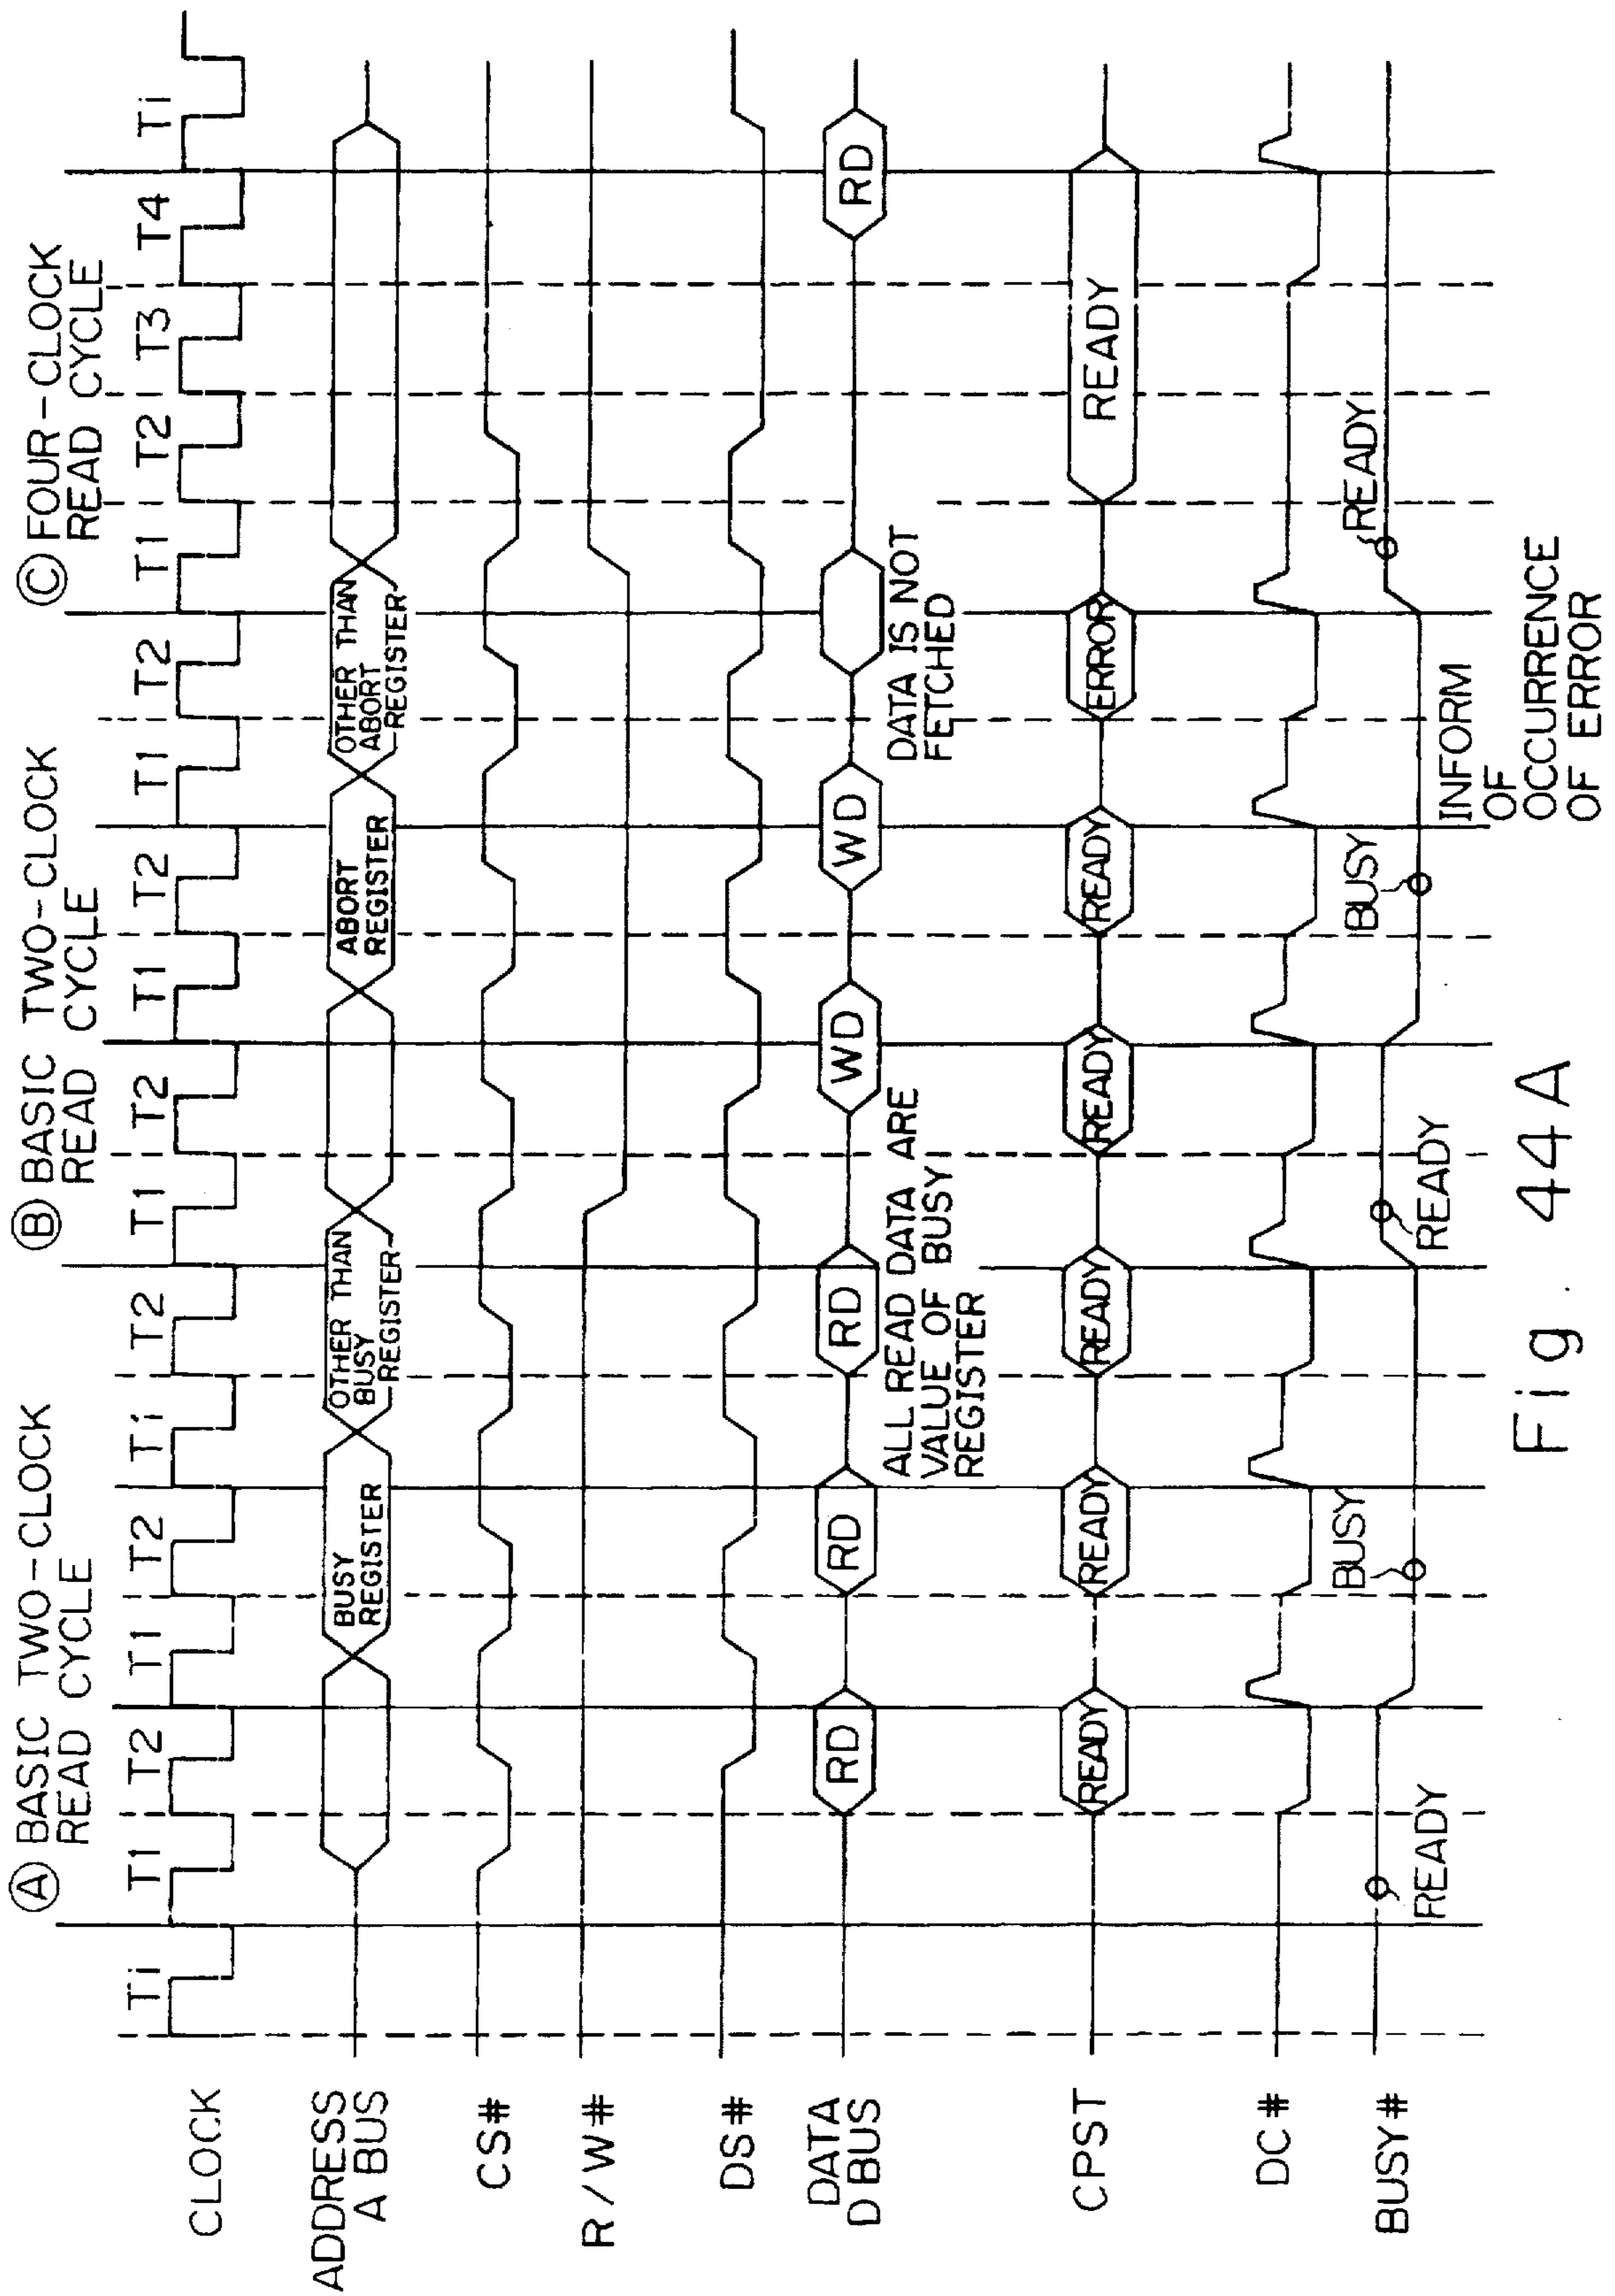 Ⓐ BASIC TWO-CLOCK
READ CYCLE
Ⓑ BASIC TWO-CLOCK
READ CYCLE
Ⓒ FOUR-CLOCK
READ CYCLE
Ti T1 T2 T1 T2 Ti T2 T1 T2 T1 T2 T1 T2 T1 T2 T3 T4 Ti
CLOCK
ADDRESS
A BUS
BUSY
REGISTER
OTHER THAN
BUSY
REGISTER
ABORT
REGISTER
OTHER THAN
ABORT
REGISTER
CS#
R/W#
DS#
DATA
D BUS
RD RD RD WD WD RD
ALL READ DATA ARE
VALUE OF BUSY
REGISTER
DATA IS NOT
FETCHED
CPST
READY READY READY READY READY ERROR READY
DC#
BUSY#
READY
BUSY
READY
BUSY
READY
INFORM
OF
OCCURRENCE
OF ERROR
Fig. 44A